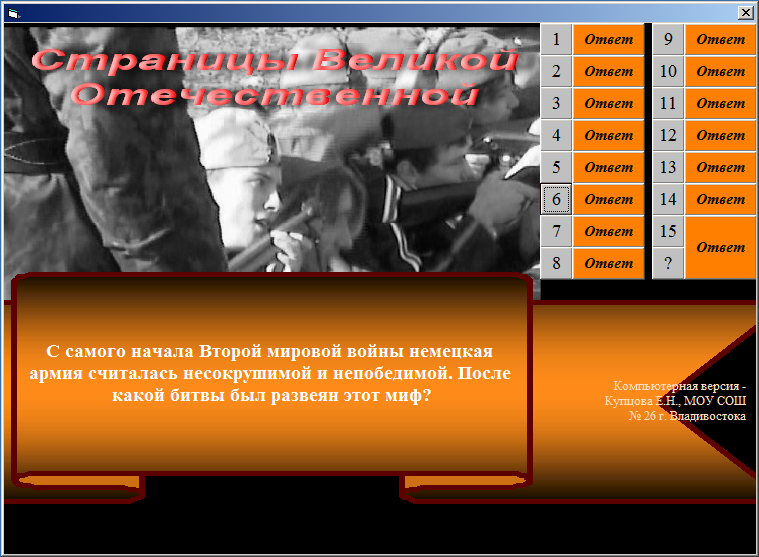 Страницы Великой
Отечественной
1 Ответ 9 Ответ
2 Ответ 10 Ответ
3 Ответ 11 Ответ
4 Ответ 12 Ответ
5 Ответ 13 Ответ
6 Ответ 14 Ответ
7 Ответ 15 Ответ
8 Ответ ?
С самого начала Второй мировой войны немецкая
армия считалась несокрушимой и непобедимой. После
какой битвы был развеян этот миф?
Компьютерная версия -
Купцова Е.Н., МОУ СОШ
№ 26 г. Владивостока